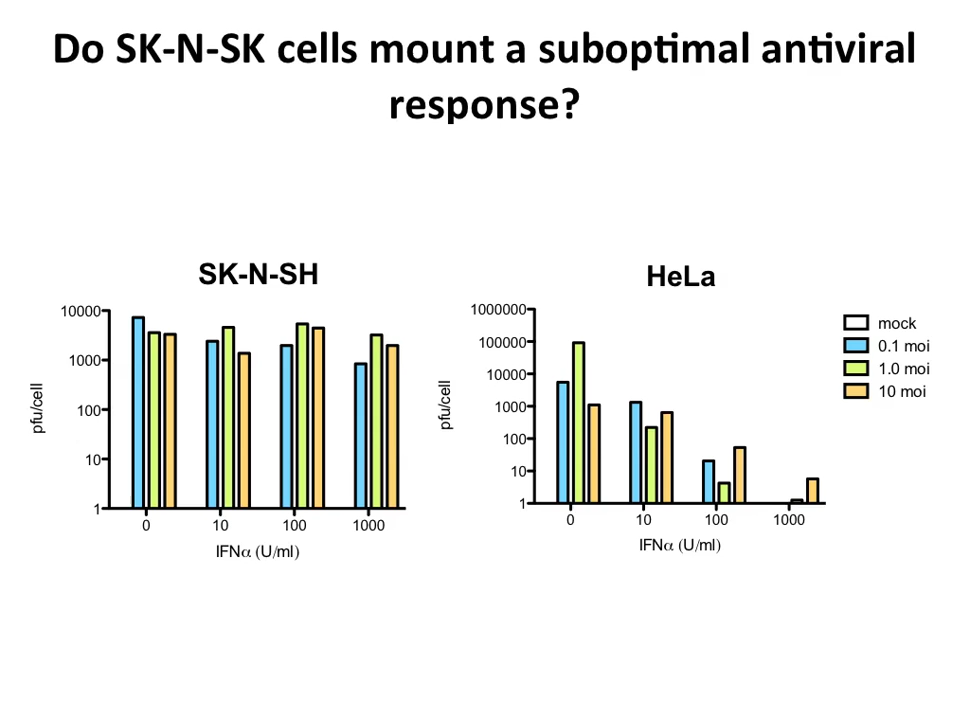 Do SK-N-SK cells mount a suboptimal antiviral
response?
SK-N-SH
10000
1000
100
10
1
pfu/cell
0 10 100 1000
IFNα (U/ml)
HeLa
1000000
100000
10000
1000
100
10
1
pfu/cell
0 10 100 1000
IFNα (U/ml)
mock
0.1 moi
1.0 moi
10 moi